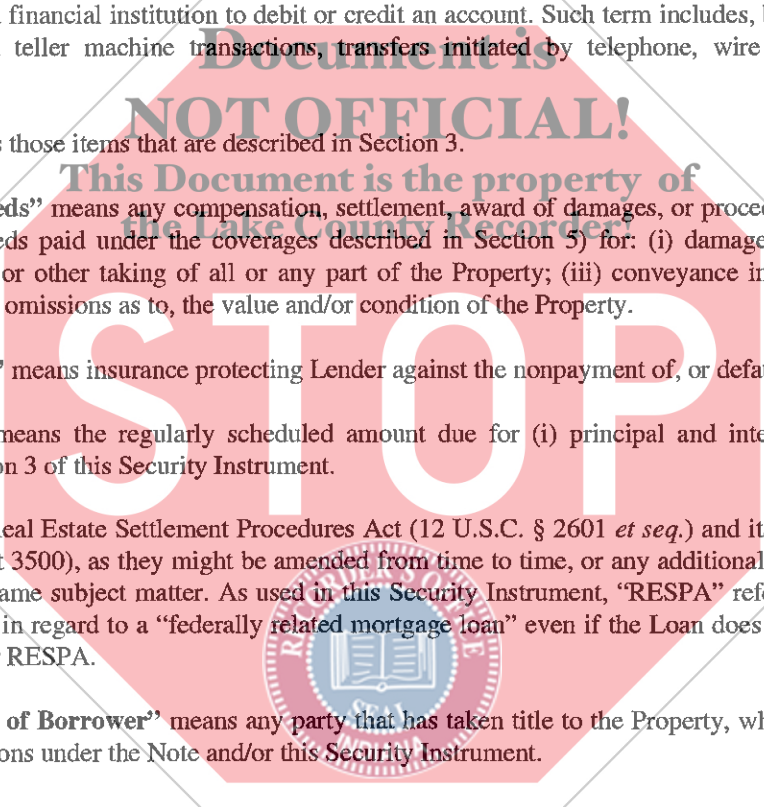 financial institution to debit or credit an account. Such term includes,
teller machine transactions, transfers initiated by telephone, wire
Document is
NOT OFFICIAL!
those items that are described in Section 3.
This Document is the property of
eds” means any compensation, settlement, award of damages, or proceed
the Lake County Recorder!
eds paid under the coverages described in Section 5) for: (i) damage
or other taking of all or any part of the Property; (iii) conveyance in
omissions as to, the value and/or condition of the Property.
STOP
” means insurance protecting Lender against the nonpayment of, or defau
means the regularly scheduled amount due for (i) principal and inte
on 3 of this Security Instrument.
eal Estate Settlement Procedures Act (12 U.S.C. § 2601 et seq.) and it
t 3500), as they might be amended from time to time, or any additional
ame subject matter. As used in this Security Instrument, “RESPA” refe
in regard to a “federally related mortgage loan” even if the Loan does
RESPA.
RECORDER'S OFFICE
SEAL
INDIANA
of Borrower” means any party that has taken title to the Property, wh
ons under the Note and/or this Security Instrument.